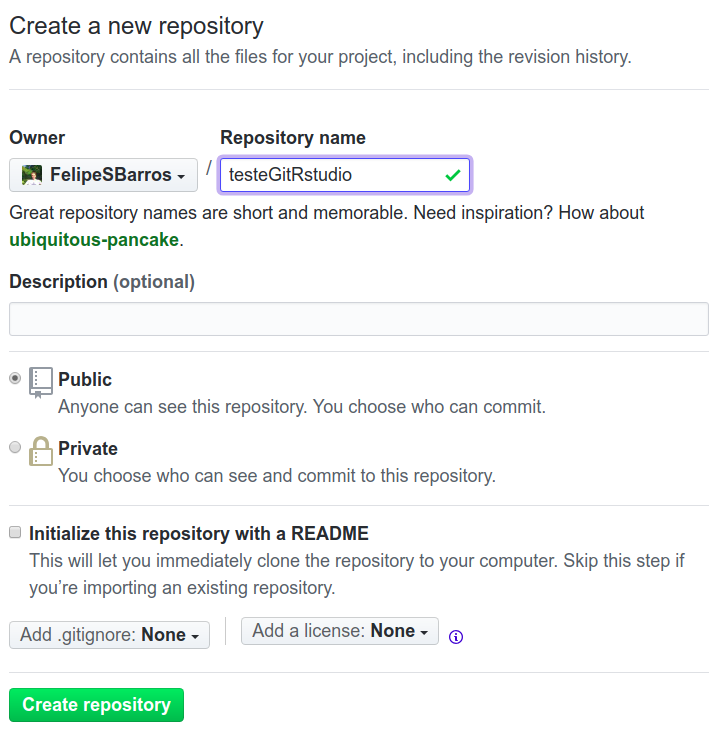 Create a new repository
A repository contains all the files for your project, including the revision history.
Owner
Repository name
FelipeSBarros
/
testeGitRstudio
Great repository names are short and memorable. Need inspiration? How about
ubiquitous-pancake.
Description (optional)
Public
Anyone can see this repository. You choose who can commit.
Private
You choose who can see and commit to this repository.
Initialize this repository with a README
This will let you immediately clone the repository to your computer. Skip this step if
you’re importing an existing repository.
Add .gitignore: None
Add a license: None
Create repository